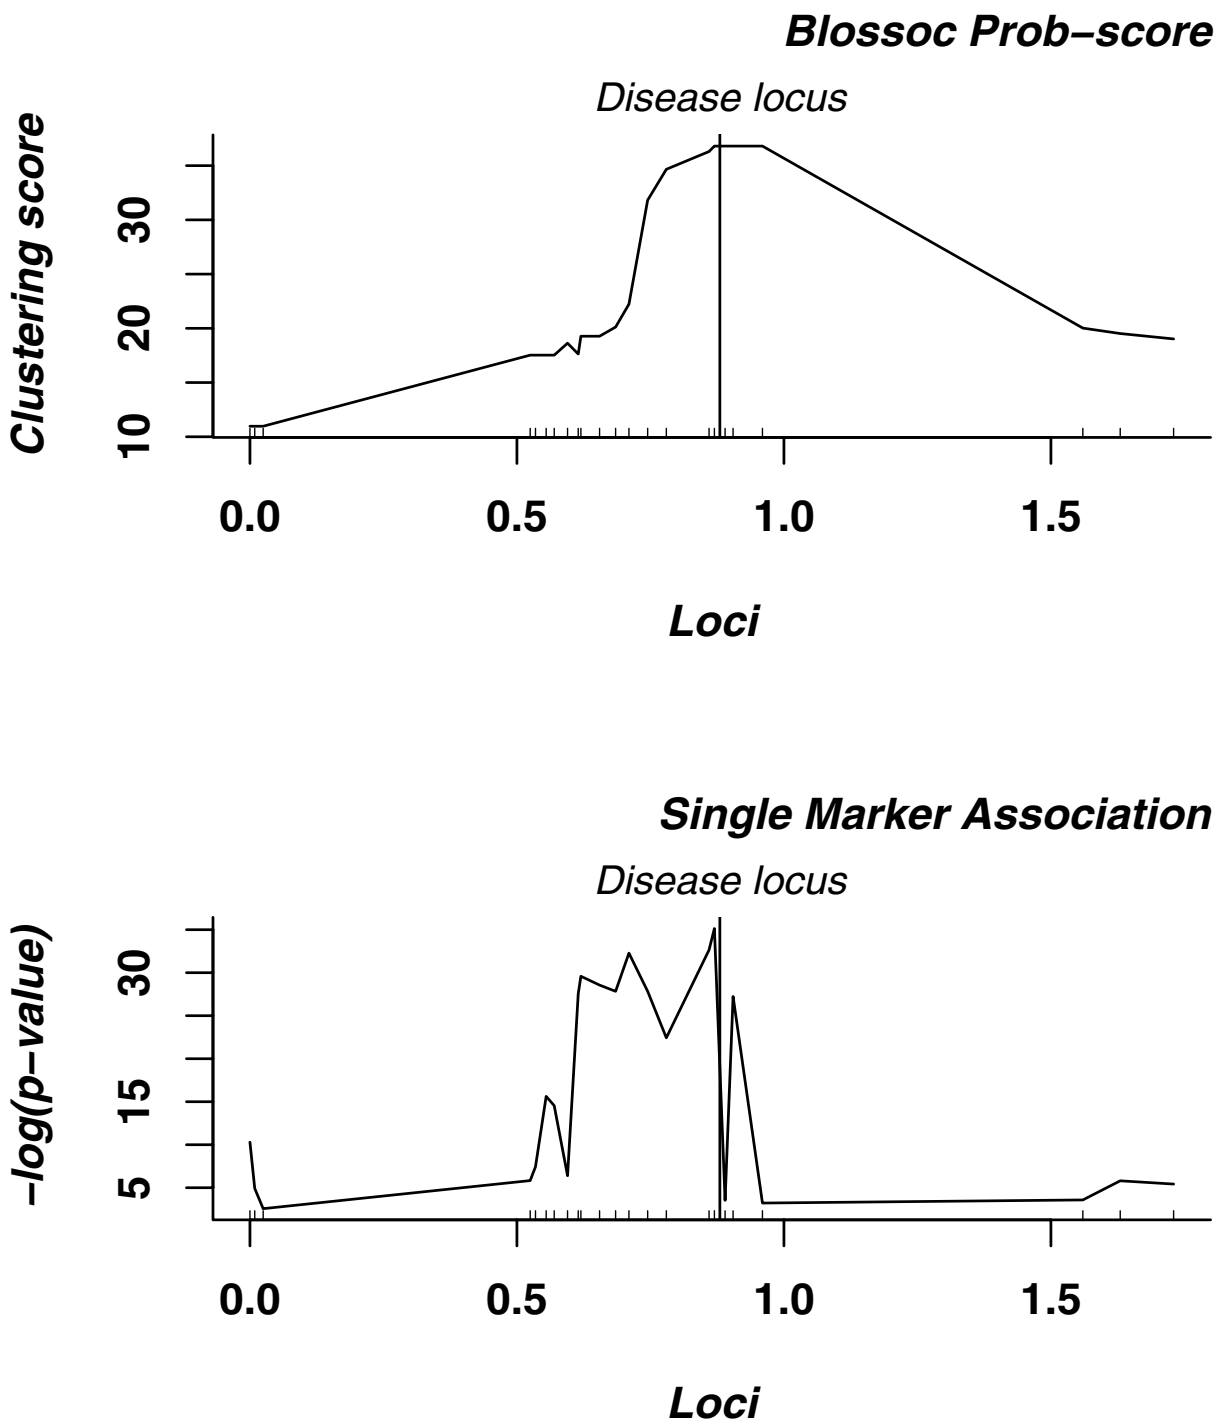 Blossoc Prob–score
Disease locus
Clustering score
30
20
10
0.0 0.5 1.0 1.5
Loci
Single Marker Association
Disease locus
–log(p–value)
30
15
5
0.0 0.5 1.0 1.5
Loci